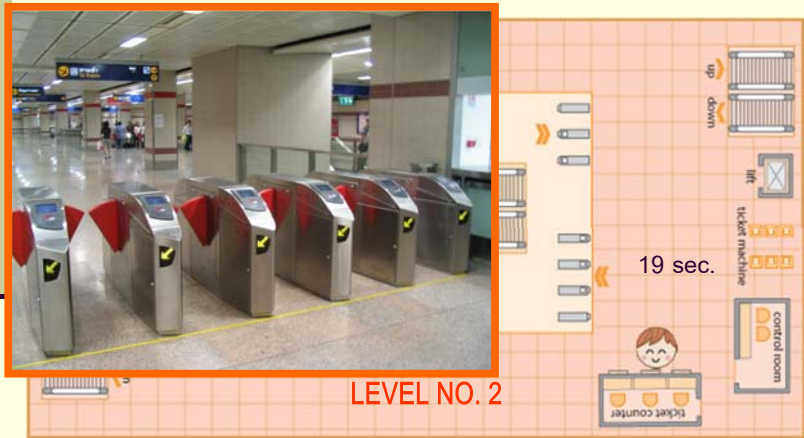 up
down
lift
ticket machine
19 sec.
control room
LEVEL NO. 2
ticket counter